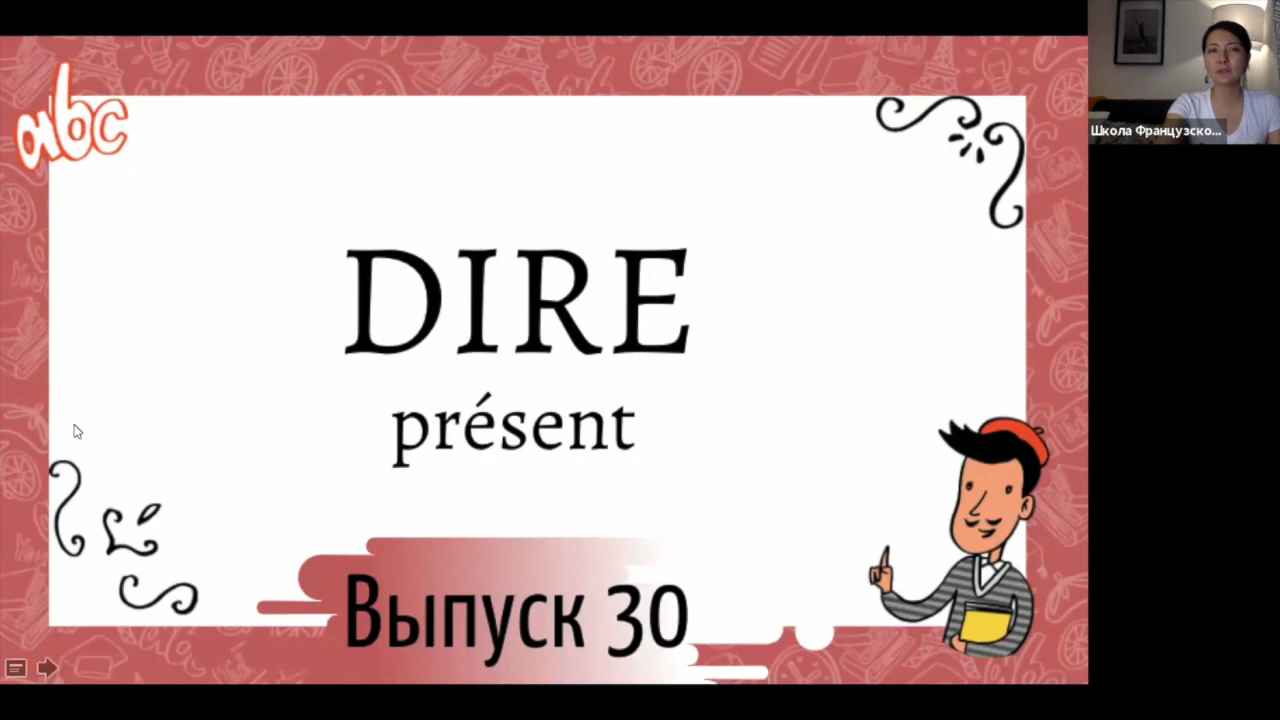 abc
DIRE
présent
Выпуск 30
Школа Французско...